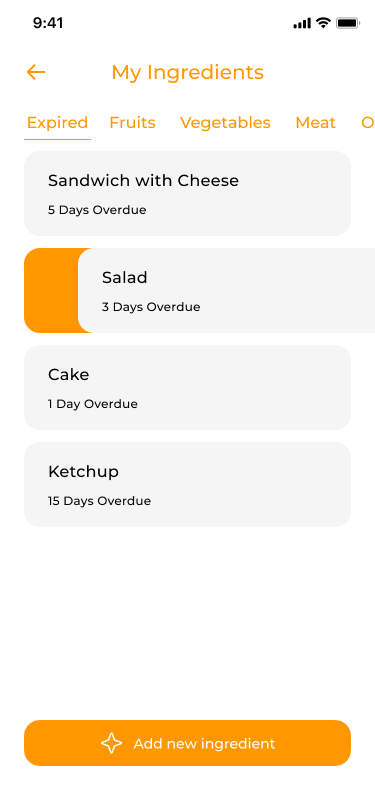 9:41
My Ingredients
Expired Fruits Vegetables Meat O
Sandwich with Cheese
5 Days Overdue
Salad
3 Days Overdue
Cake
1 Day Overdue
Ketchup
15 Days Overdue
Add new ingredient